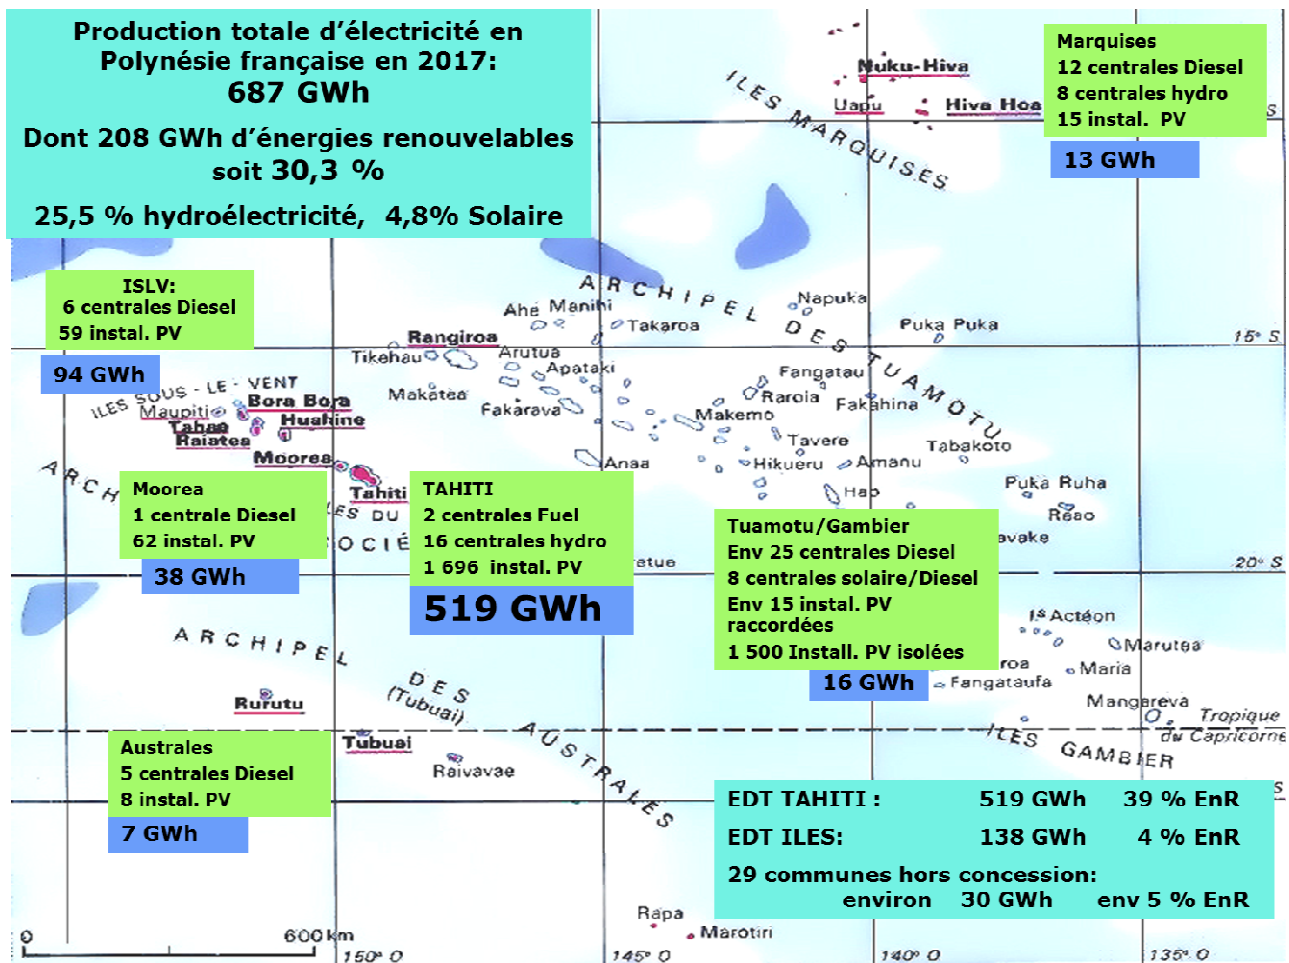 Production totale d’électricité en
Polynésie française en 2017:
687 GWh
Dont 208 GWh d’énergies renouvelables
soit 30,3 %
25,5 % hydroélectricité, 4,8% Solaire
Marquises
12 centrales Diesel
8 centrales hydro
15 instal. PV
13 GWh
Nuku-Hiva
Uapu
Hiva Hoa
ILES MARQUISES
S
ISLV:
6 centrales Diesel
59 instal. PV
94 GWh
ARCHIPEL DES TUAMOTU
Napuka
Ahe
Manihi
Takaroa
Puka Puka
15° S
Rangiroa
Tikehau
Arutua
Apataki
Fangatau
Raroia
Fakahina
Makatea
Fakarava
Makemo
ILES SOUS - LE - VENT
Maupiti
Bora Bora
Tahaa
Huahine
Raiatea
Tavere
Tabakoto
Moorea
Anaa
Hikueru
Amanu
Tahiti
Hao
Puka Ruha
Reao
avake
ARCH
LES DU
OCIÉ
Moorea
1 centrale Diesel
62 instal. PV
38 GWh
TAHITI
2 centrales Fuel
16 centrales hydro
1 696 instal. PV
519 GWh
Tuamotu/Gambier
Env 25 centrales Diesel
8 centrales solaire/Diesel
Env 15 instal. PV
raccordées
1 500 Install. PV isolées
16 GWh
etue
20° S
Is Actéon
Marutea
roa
Maria
Fangataufa
Mangareva
Tropique
du Capricorne
ILES GAMBIER
ARCHIPEL DES AUSTRALES
(Tubuai)
Rurutu
Tubuai
Raivavae
Australes
5 centrales Diesel
8 instal. PV
7 GWh
S
EDT TAHITI : 519 GWh 39 % EnR
EDT ILES: 138 GWh 4 % EnR
29 communes hors concession:
environ 30 GWh env 5 % EnR
Rapa
Marotiri
0 600 km
150° O
145° O
140° O
135° O